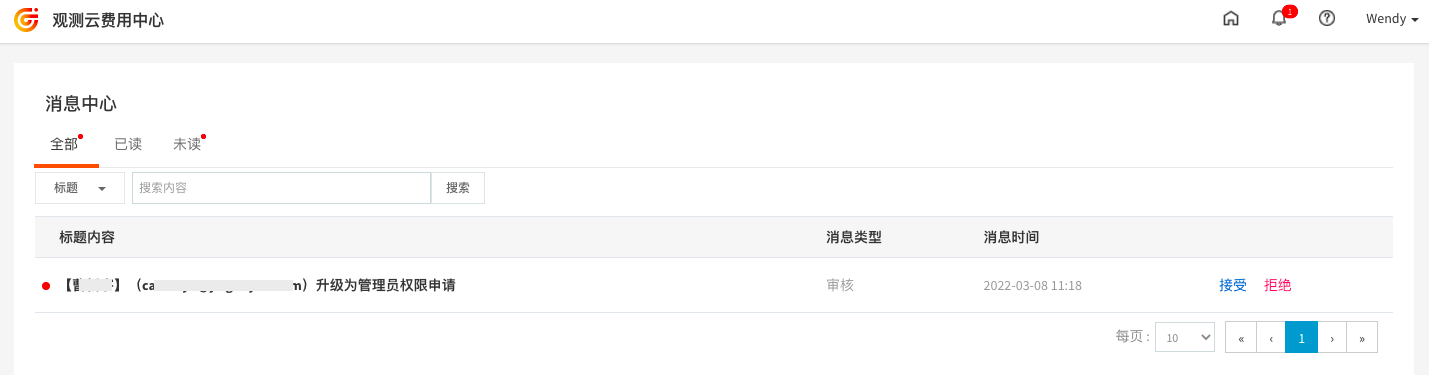 观测云费用中心
1
Wendy
消息中心
全部 已读 未读
标题 搜索内容 搜索
标题内容 消息类型 消息时间
】（ca m）升级为管理员权限申请 审核 2022-03-08 11:18 接受 拒绝
每页 : 10 « ‹ 1 › »